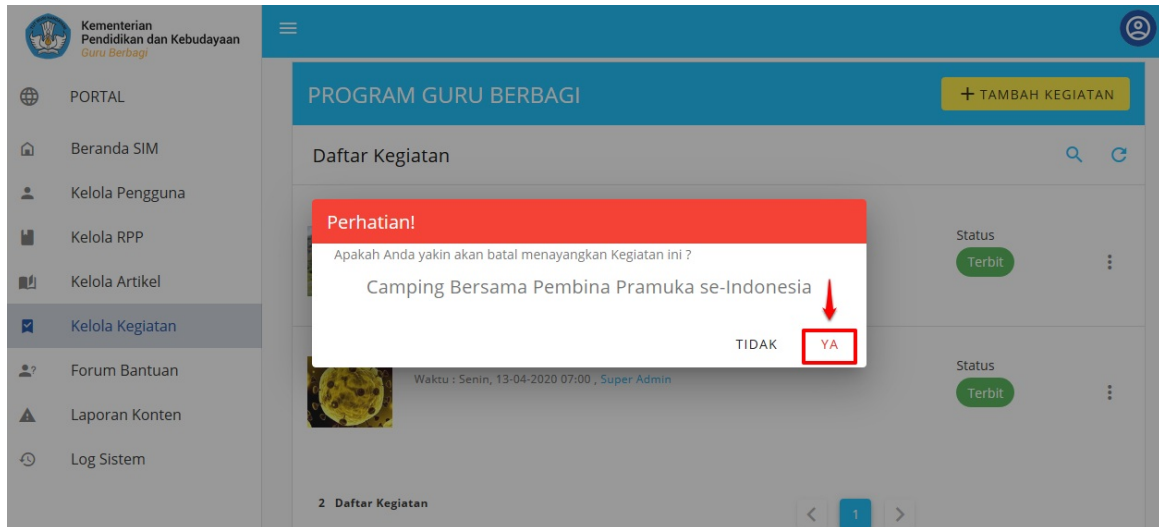 Kementerian
Pendidikan dan Kebudayaan
Guru Berbagi
PORTAL
Beranda SIM
Kelola Pengguna
Kelola RPP
Kelola Artikel
Kelola Kegiatan
Forum Bantuan
Laporan Konten
Log Sistem
PROGRAM GURU BERBAGI
+ TAMBAH KEGIATAN
Daftar Kegiatan
Perhatian!
Apakah Anda yakin akan batal menayangkan Kegiatan ini ?
Camping Bersama Pembina Pramuka se-Indonesia
TIDAK YA
Status
Terbit
Waktu : Senin, 13-04-2020 07:00 , Super Admin
Status
Terbit
2 Daftar Kegiatan
< 1 >